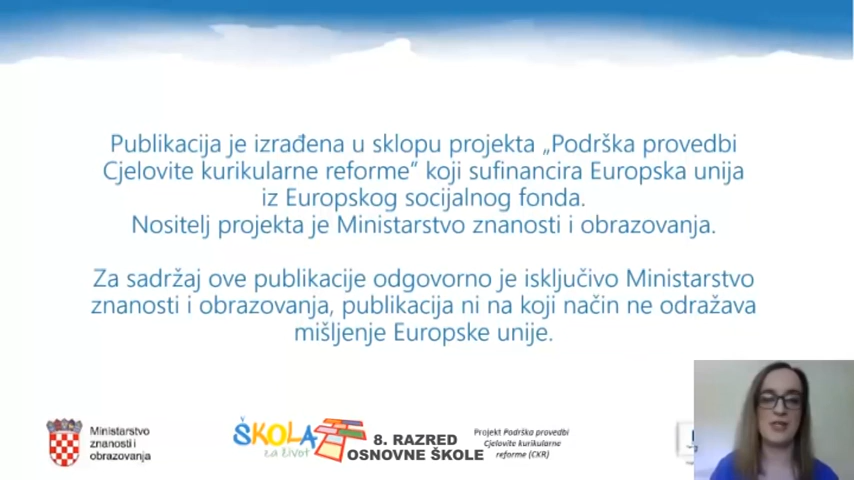 Publikacija je izrađena u sklopu projekta „Podrška provedbi
Cjelovite kurikularne reforme“ koji sufinancira Europska unija
iz Europskog socijalnog fonda.
Nositelj projekta je Ministarstvo znanosti i obrazovanja.
Za sadržaj ove publikacije odgovorno je isključivo Ministarstvo
znanosti i obrazovanja, publikacija ni na koji način ne odražava
mišljenje Europske unije.
Ministarstvo
znanosti i
obrazovanja
ŠKOLA
za život
8. RAZRED
OSNOVNE ŠKOLE
Projekt Podrška provedbi
Cjelovite kurikularne
reforme (CKR)